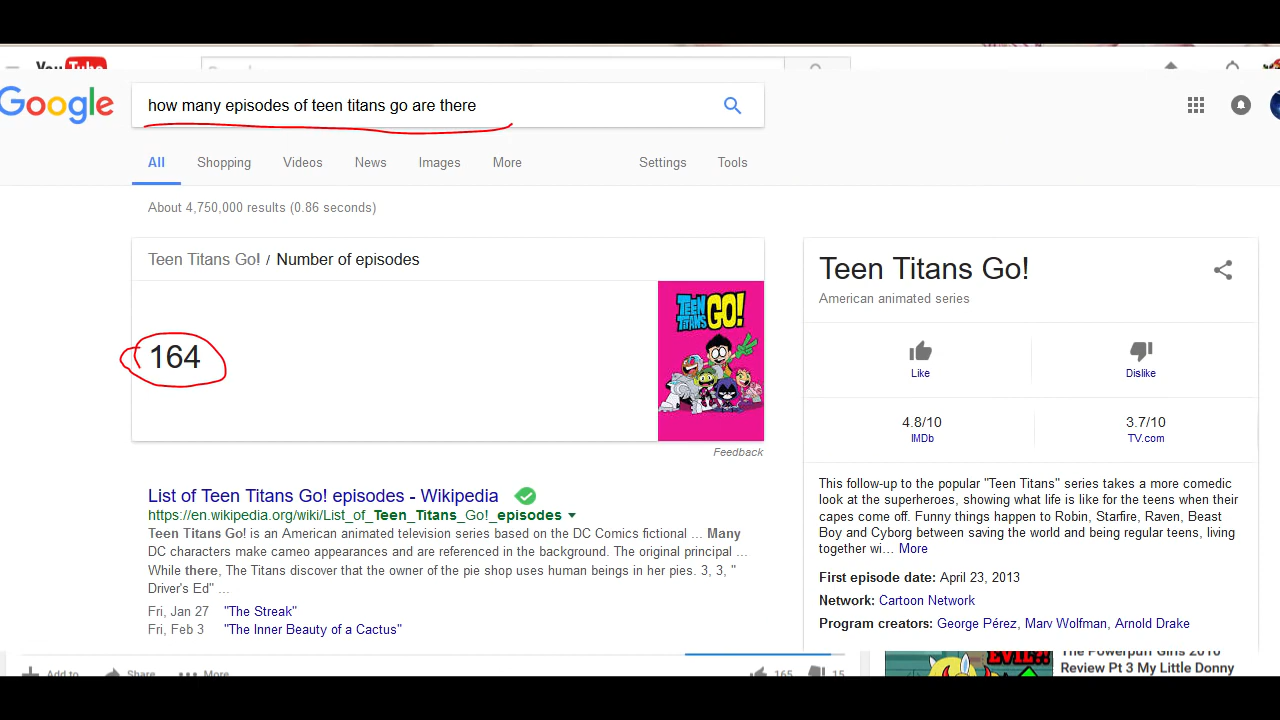 YouTube
Google
how many episodes of teen titans go are there
All Shopping Videos News Images More Settings Tools
About 4,750,000 results (0.86 seconds)
Teen Titans Go! / Number of episodes
164
TEEN TITANS GO!
Feedback
List of Teen Titans Go! episodes - Wikipedia
https://en.wikipedia.org/wiki/List_of_Teen_Titans_Go!_episodes
Teen Titans Go! is an American animated television series based on the DC Comics fictional ... Many
DC characters make cameo appearances and are referenced in the background. The original principal ...
While there, The Titans discover that the owner of the pie shop uses human beings in her pies. 3, 3, "
Driver's Ed" ...
Fri, Jan 27 "The Streak"
Fri, Feb 3 "The Inner Beauty of a Cactus"
Teen Titans Go!
American animated series
Like Dislike
4.8/10 3.7/10
IMDb TV.com
This follow-up to the popular "Teen Titans" series takes a more comedic
look at the superheroes, showing what life is like for the teens when their
capes come off. Funny things happen to Robin, Starfire, Raven, Beast
Boy and Cyborg between saving the world and being regular teens, living
together wi... More
First episode date: April 23, 2013
Network: Cartoon Network
Program creators: George Pérez, Marv Wolfman, Arnold Drake
Add to Share More 165 15
EVIL?!
The Powerpuff Girls 2016
Review Pt 3 My Little Donny